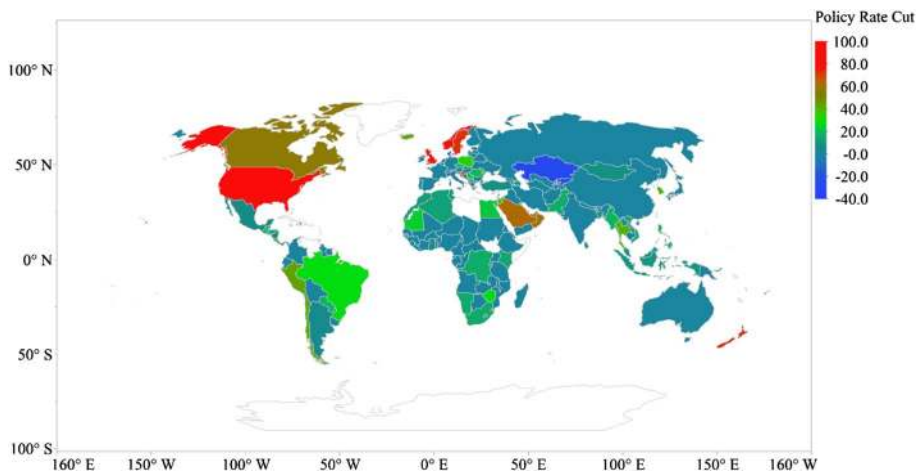 Policy Rate Cut
100.0
80.0
60.0
40.0
20.0
-0.0
-20.0
-40.0
100° N
50° N
0° N
50° S
100° S
160° E
150° W
100° W
50° W
0° E
50° E
100° E
150° E
160° W